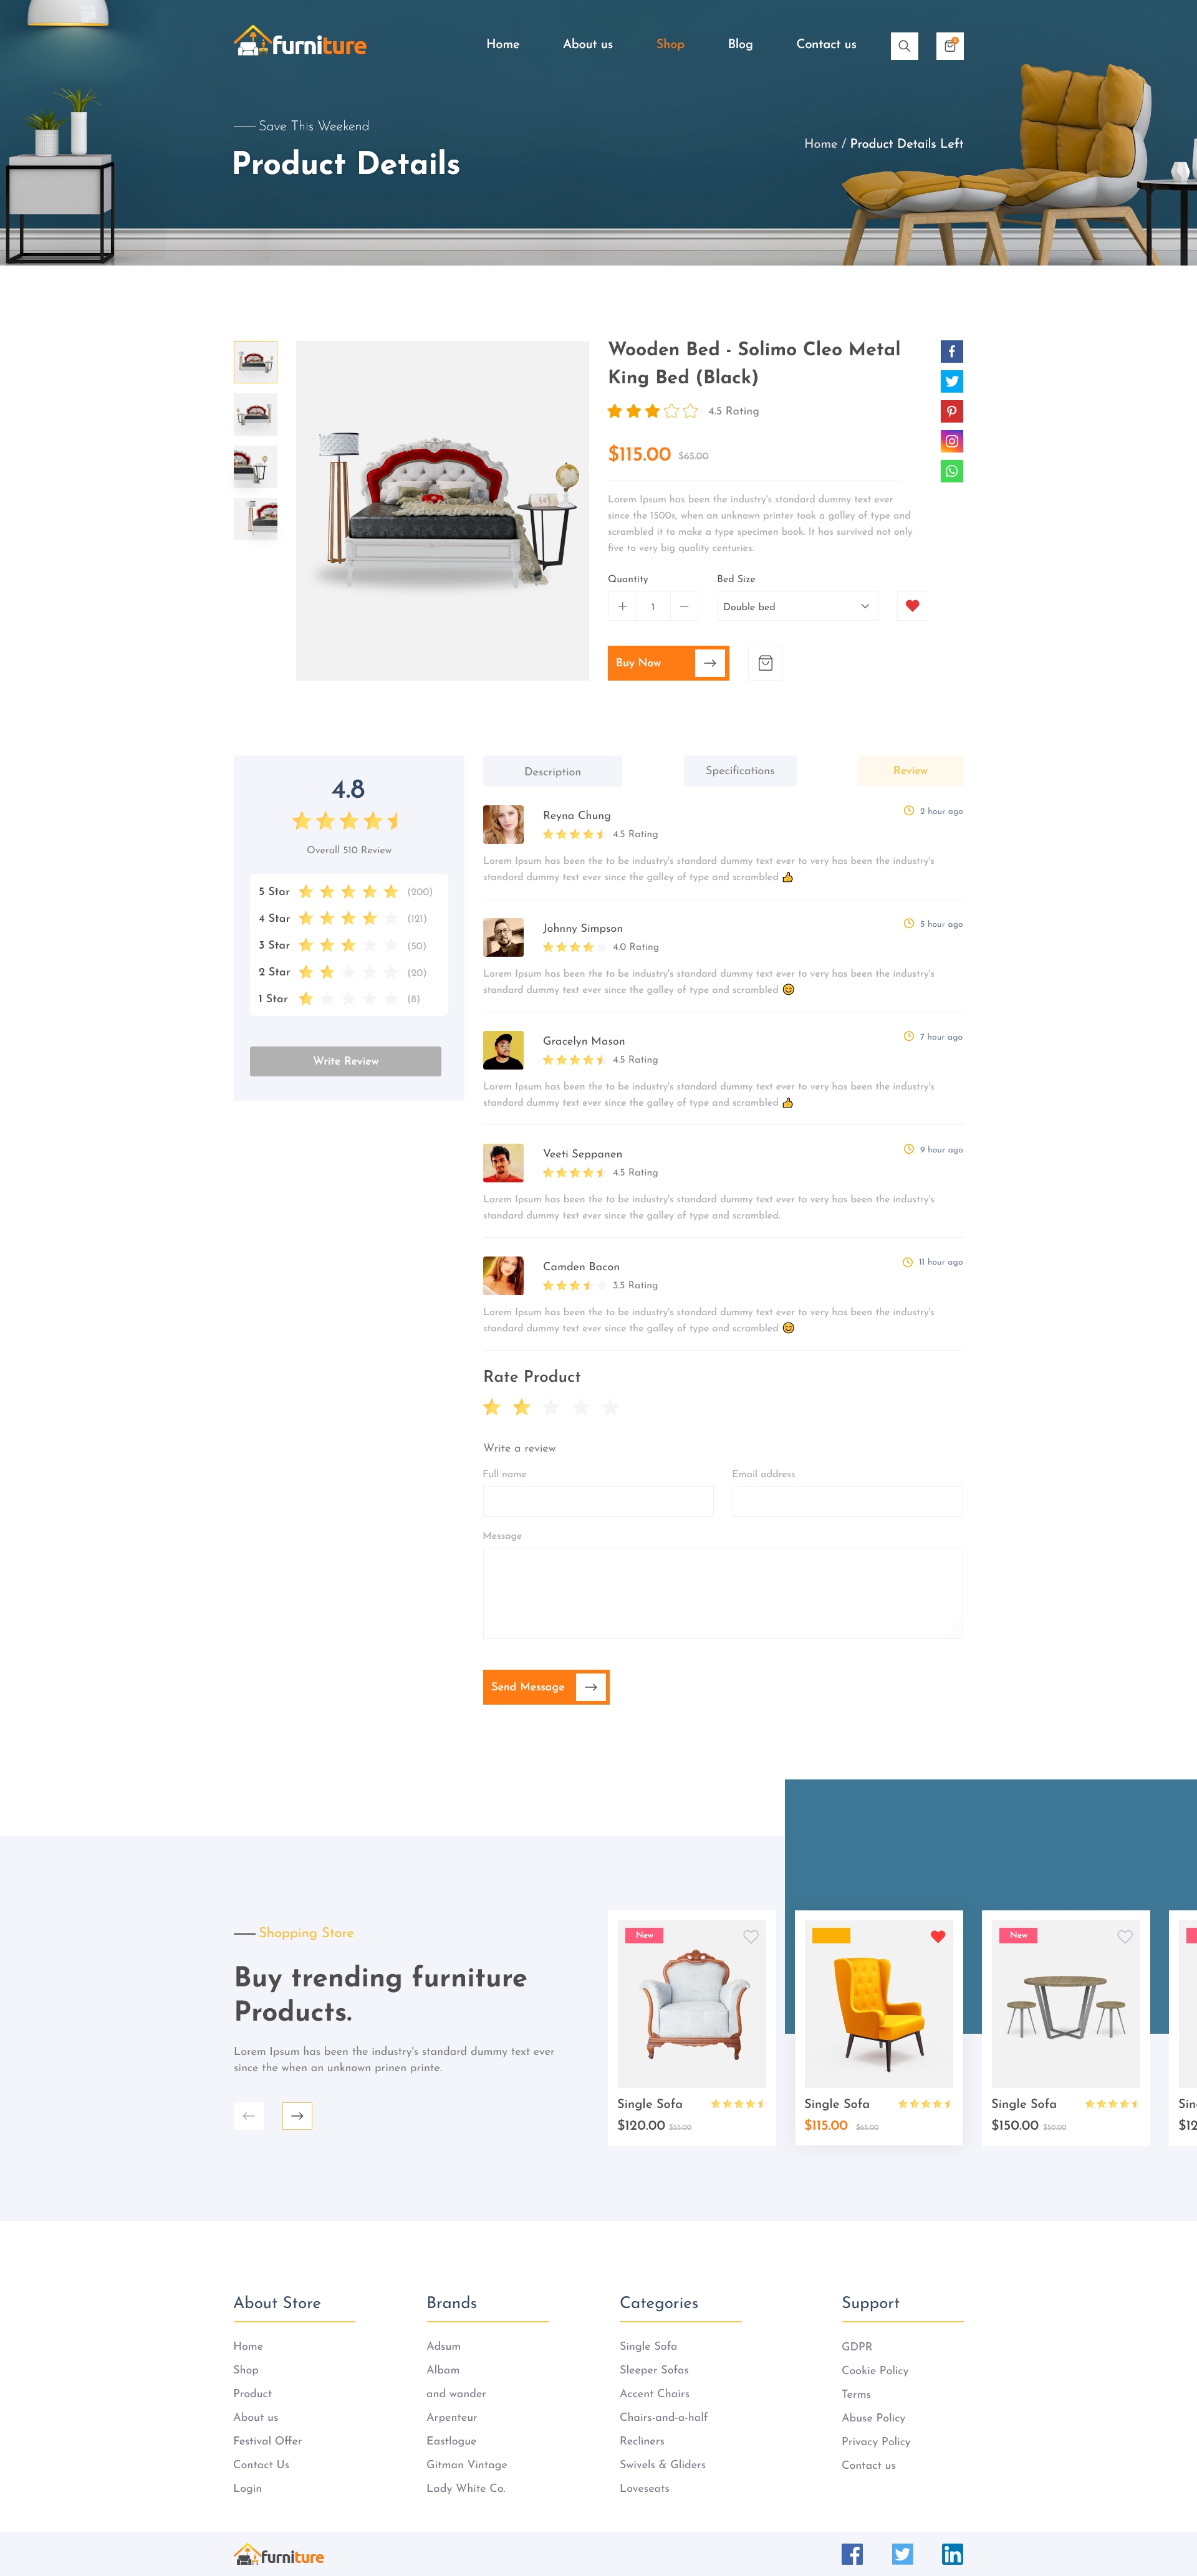 furniture
Home
About us
Shop
Blog
Contact us
Save This Weekend
Product Details
Home / Product Details Left
Wooden Bed - Solimo Cleo Metal
King Bed (Black)
4.5 Rating
$115.00 $65.00
Lorem Ipsum has been the industry's standard dummy text ever
since the 1500s, when an unknown printer took a galley of type and
scrambled it to make a type specimen book. It has survived not only
five to very big quality centuries.
Quantity
Bed Size
+ 1 −
Double bed
Buy Now
4.8
Overall 510 Review
5 Star (200)
4 Star (121)
3 Star (50)
2 Star (20)
1 Star (8)
Write Review
Description
Specifications
Review
Reyna Chung
2 hour ago
4.5 Rating
Lorem Ipsum has been the to be industry's standard dummy text ever to very has been the industry's
standard dummy text ever since the galley of type and scrambled 👍
Johnny Simpson
5 hour ago
4.0 Rating
Lorem Ipsum has been the to be industry's standard dummy text ever to very has been the industry's
standard dummy text ever since the galley of type and scrambled 😊
Gracelyn Mason
7 hour ago
4.5 Rating
Lorem Ipsum has been the to be industry's standard dummy text ever to very has been the industry's
standard dummy text ever since the galley of type and scrambled 👍
Veeti Seppanen
9 hour ago
4.5 Rating
Lorem Ipsum has been the to be industry's standard dummy text ever to very has been the industry's
standard dummy text ever since the galley of type and scrambled.
Camden Bacon
11 hour ago
3.5 Rating
Lorem Ipsum has been the to be industry's standard dummy text ever to very has been the industry's
standard dummy text ever since the galley of type and scrambled 😊
Rate Product
Write a review
Full name
Email address
Message
Send Message
Shopping Store
Buy trending furniture
Products.
Lorem Ipsum has been the industry's standard dummy text ever
since the when an unknown prinen printe.
New
Single Sofa
$120.00 $55.00
Single Sofa
$115.00 $65.00
New
Single Sofa
$150.00 $50.00
Sin
$12
About Store
Home
Shop
Product
About us
Festival Offer
Contact Us
Login
Brands
Adsum
Albam
and wander
Arpenteur
Eastlogue
Gitman Vintage
Lady White Co.
Categories
Single Sofa
Sleeper Sofas
Accent Chairs
Chairs-and-a-half
Recliners
Swivels & Gliders
Loveseats
Support
GDPR
Cookie Policy
Terms
Abuse Policy
Privacy Policy
Contact us
furniture